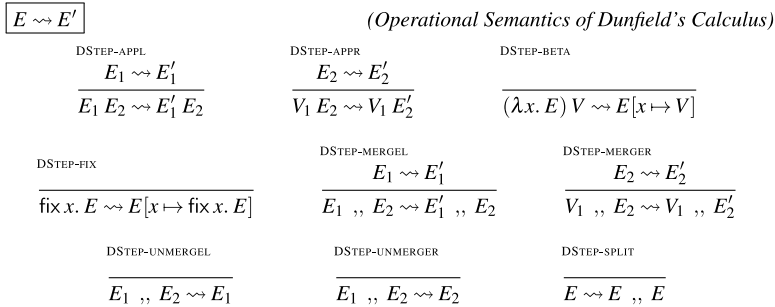 E ⇝ E′ (Operational Semantics of Dunfield's Calculus)
DSTEP-APPL DSTEP-APPR DSTEP-BETA
E₁ ⇝ E₁′ E₂ ⇝ E₂′
E₁ E₂ ⇝ E₁′ E₂ V₁ E₂ ⇝ V₁ E₂′ (λx. E) V ⇝ E[x ↦ V]
DSTEP-FIX DSTEP-MERGEL DSTEP-MERGER
E₁ ⇝ E₁′ E₂ ⇝ E₂′
fix x. E ⇝ E[x ↦ fix x. E] E₁ ,, E₂ ⇝ E₁′ ,, E₂ V₁ ,, E₂ ⇝ V₁ ,, E₂′
DSTEP-UNMERGEL DSTEP-UNMERGER DSTEP-SPLIT
E₁ ,, E₂ ⇝ E₁ E₁ ,, E₂ ⇝ E₂ E ⇝ E ,, E